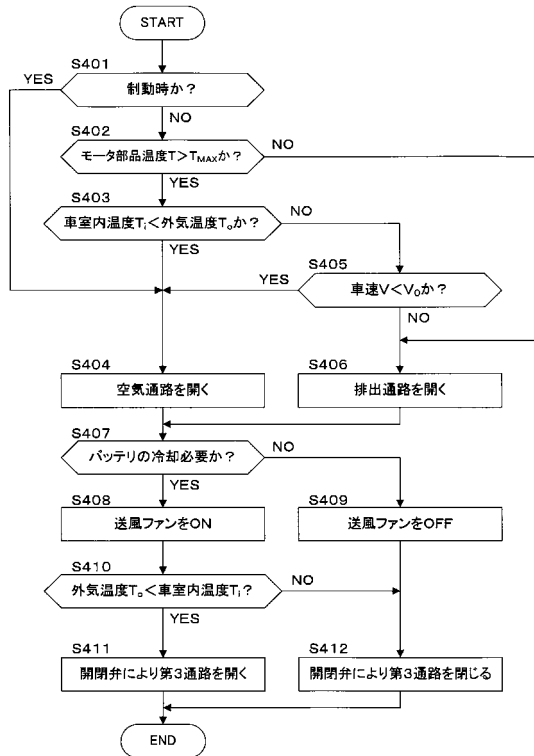 START
S401
YES
制動時か?
NO
S402
モータ部品温度T>TMAXか?
NO
YES
S403
車室内温度Ti<外気温度Toか?
NO
YES
S405
YES
車速V<V0か?
NO
S404
空気通路を開く
S406
排出通路を開く
S407
バッテリの冷却必要か?
NO
YES
S408
送風ファンをON
S409
送風ファンをOFF
S410
外気温度To<車室内温度Ti?
NO
YES
S411
開閉弁により第3通路を開く
S412
開閉弁により第3通路を閉じる
END